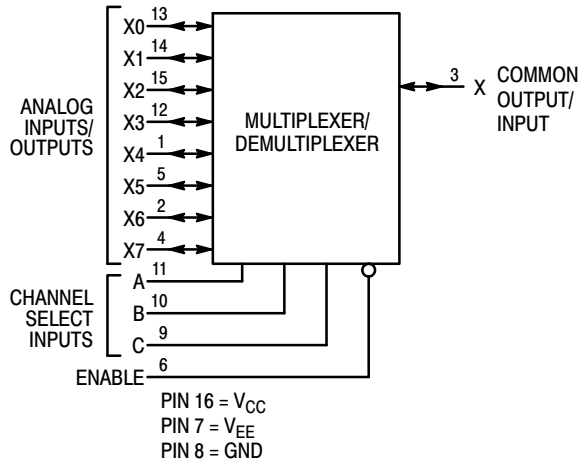 ANALOG
INPUTS/
OUTPUTS
X0 13
X1 14
X2 15
X3 12
X4 1
X5 5
X6 2
X7 4
MULTIPLEXER/
DEMULTIPLEXER
3 X COMMON
OUTPUT/
INPUT
CHANNEL
SELECT
INPUTS
A 11
B 10
C 9
ENABLE 6
PIN 16 = VCC
PIN 7 = VEE
PIN 8 = GND